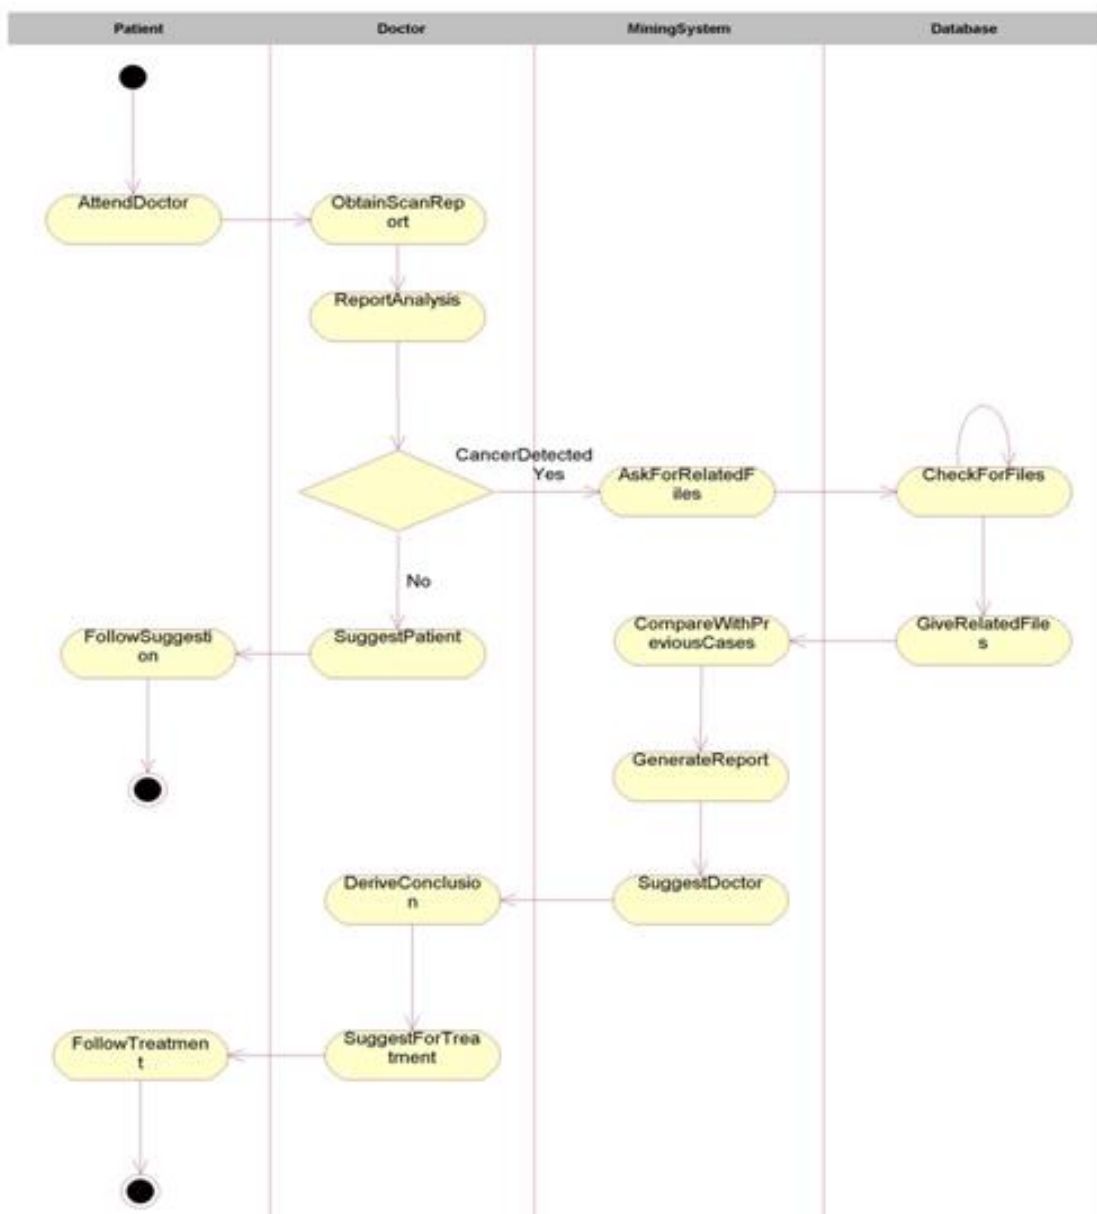 Patient Doctor MiningSystem Database
AttendDoctor
ObtainScanRep
ort
ReportAnalysis
CancerDetected
Yes
AskForRelatedF
iles
CheckForFiles
No
FollowSuggesti
on
SuggestPatient
CompareWithPr
eviousCases
GiveRelatedFile
s
GenerateReport
DeriveConclusio
n
SuggestDoctor
FollowTreatmen
t
SuggestForTrea
tment